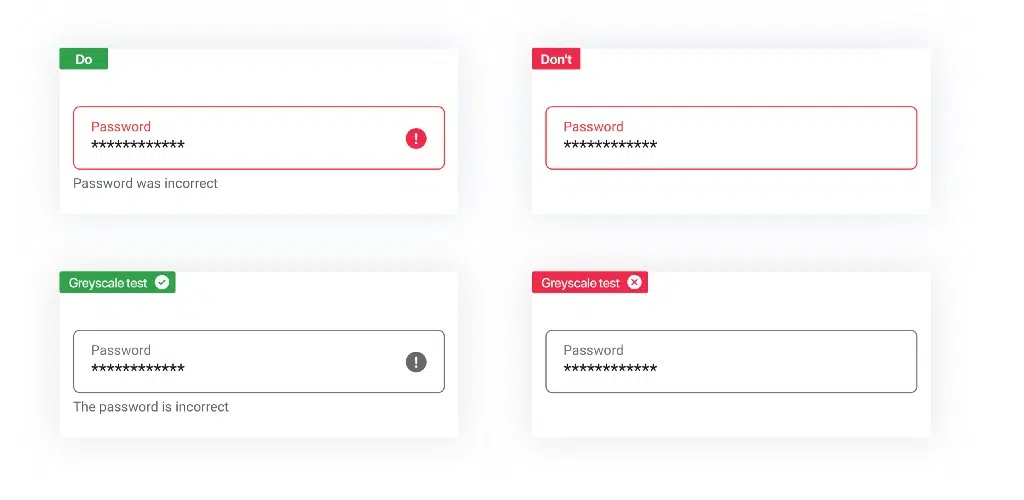 Do
Password
************
Password was incorrect
Don't
Password
************
Greyscale test
Password
************
The password is incorrect
Greyscale test
Password
************